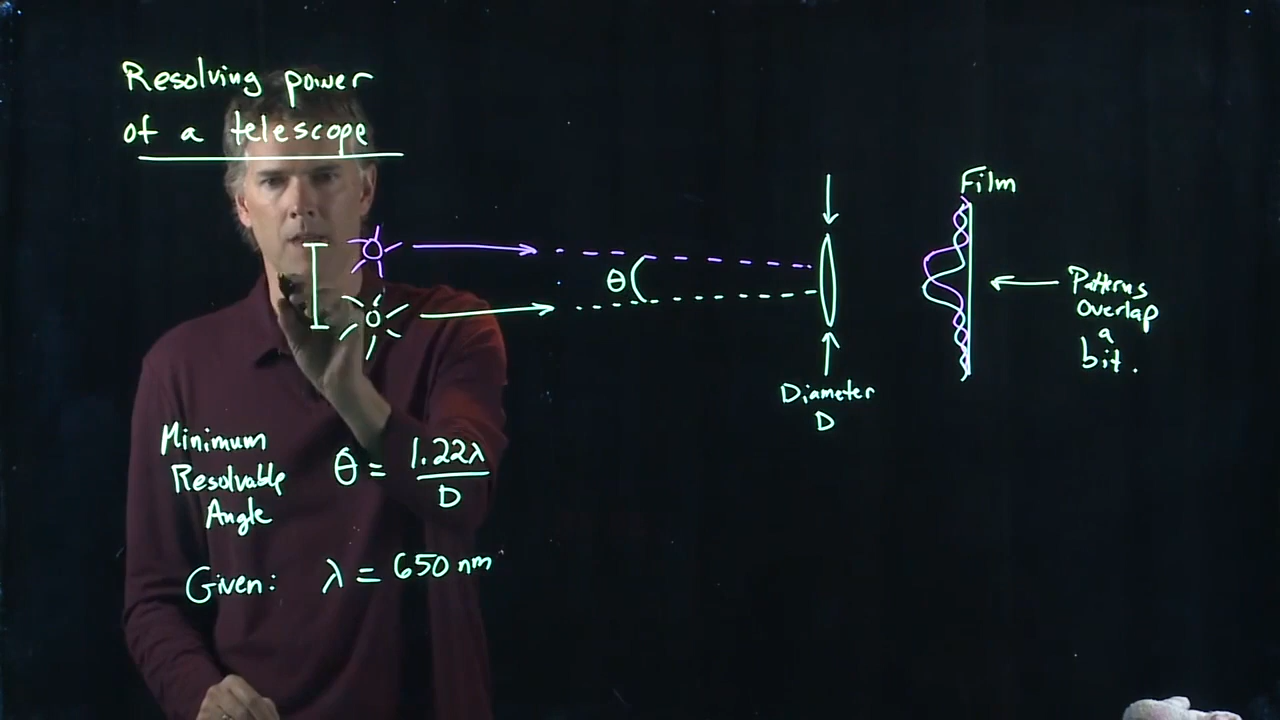 Resolving power
of a telescope
Film
θ
Patterns
overlap
a
bit.
Diameter
D
Minimum
Resolvable
Angle
θ = 1.22λ / D
Given: λ = 650 nm